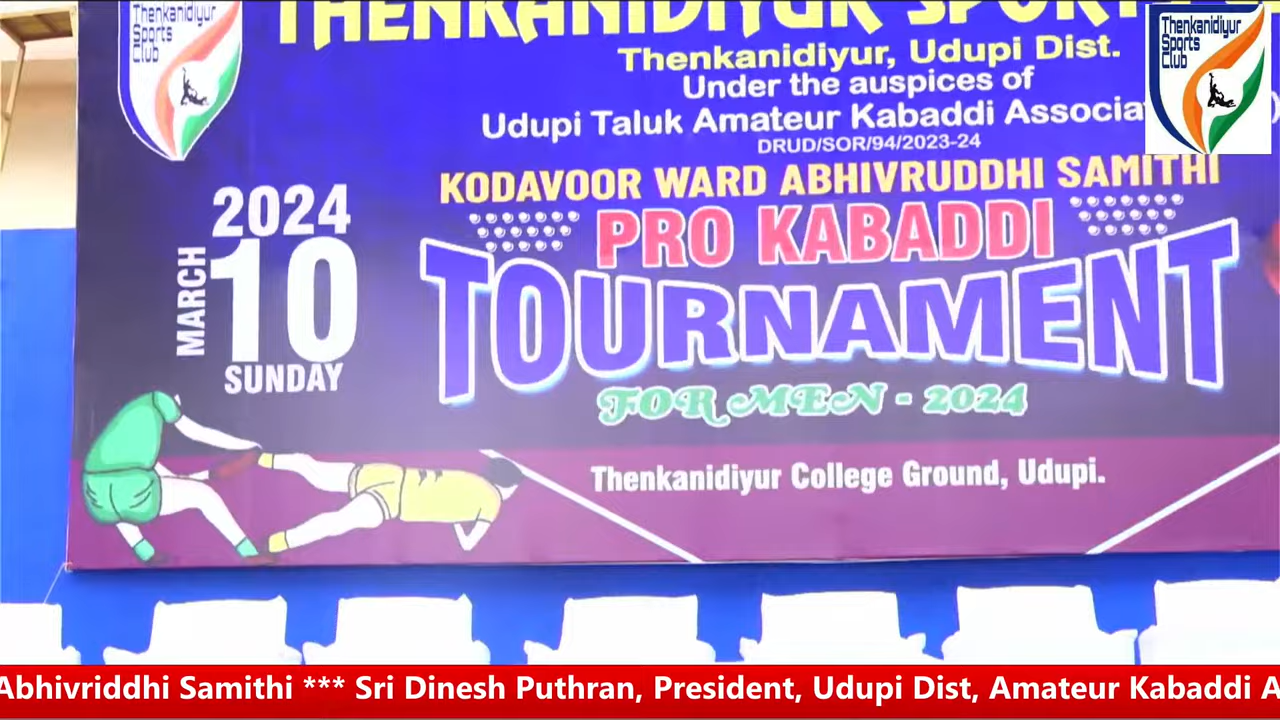 Thenkanidiyur
Sports
Club
THENKANIDIYUR SPORTS
Thenkanidiyur
Sports
Club
Thenkanidiyur, Udupi Dist.
Under the auspices of
Udupi Taluk Amateur Kabaddi Associa
DRUD/SOR/94/2023-24
KODAVOOR WARD ABHIVRUDDHI SAMITHI
PRO KABADDI
TOURNAMENT
FOR MEN - 2024
2024
MARCH
10
SUNDAY
Thenkanidiyur College Ground, Udupi.
Abhivriddhi Samithi *** Sri Dinesh Puthran, President, Udupi Dist, Amateur Kabaddi A